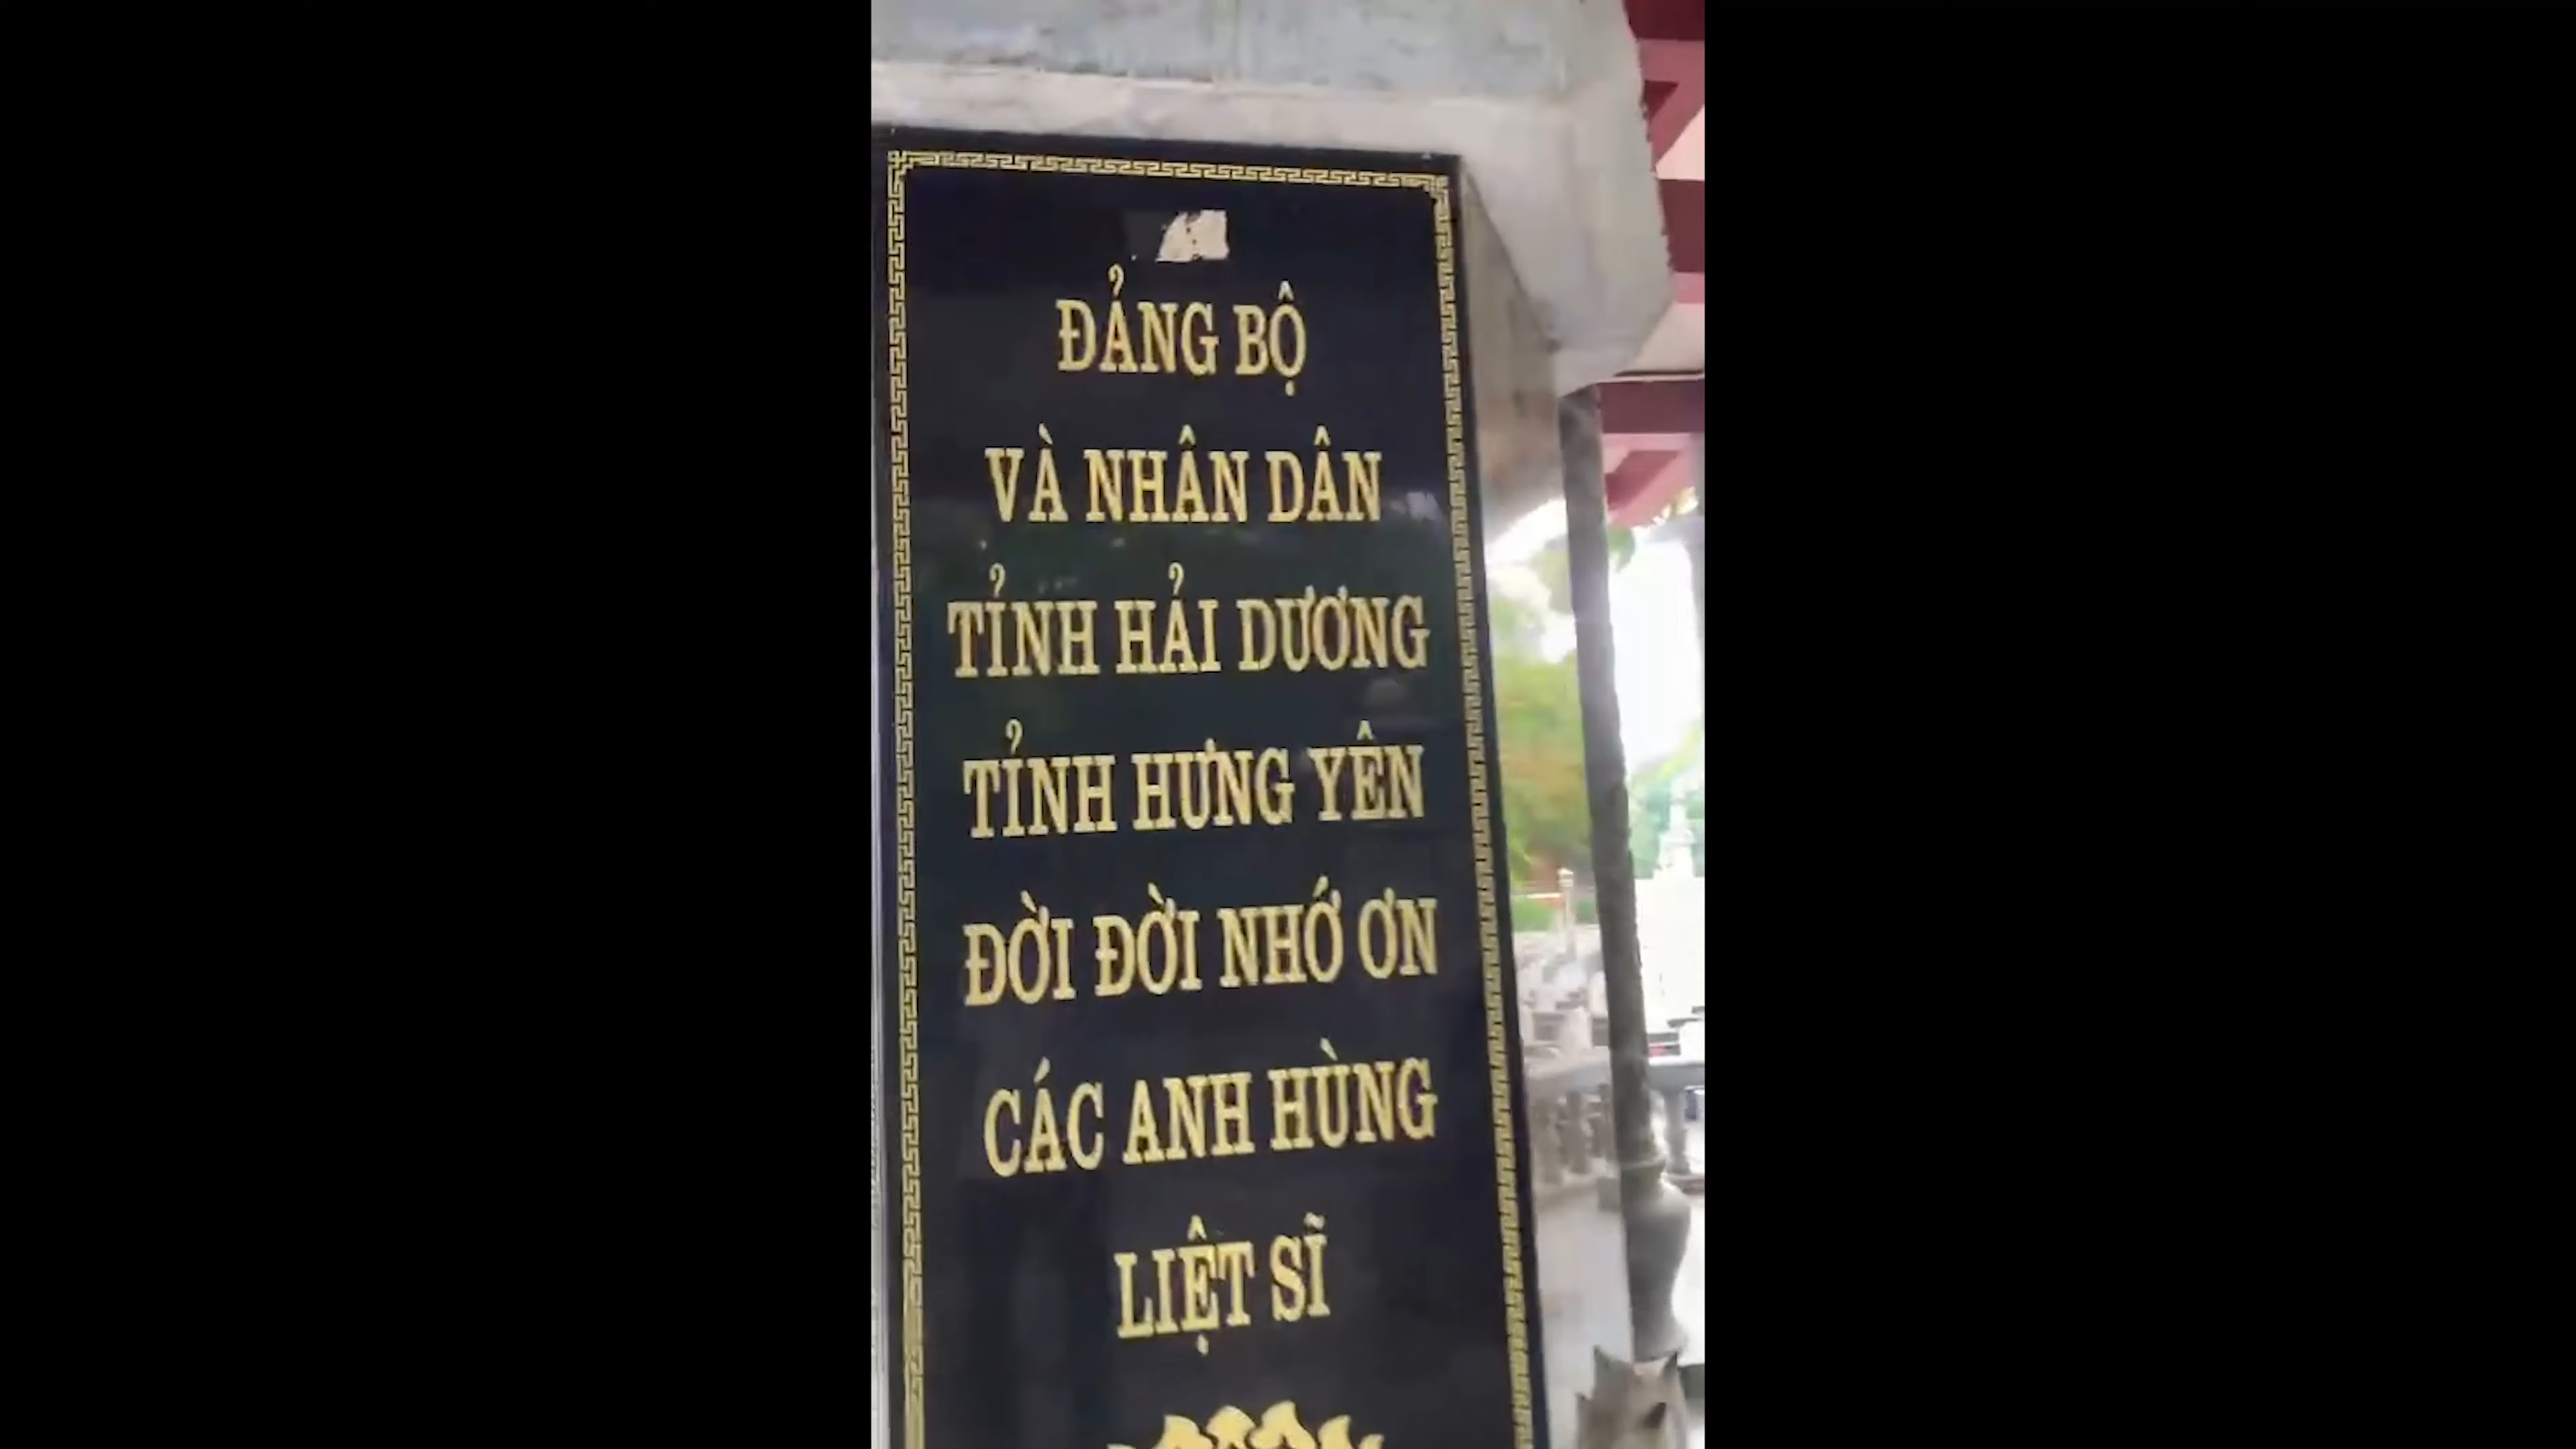 ĐẢNG BỘ
VÀ NHÂN DÂN
TỈNH HẢI DƯƠNG
TỈNH HƯNG YÊN
ĐỜI ĐỜI NHỚ ƠN
CÁC ANH HÙNG
LIỆT SĨ